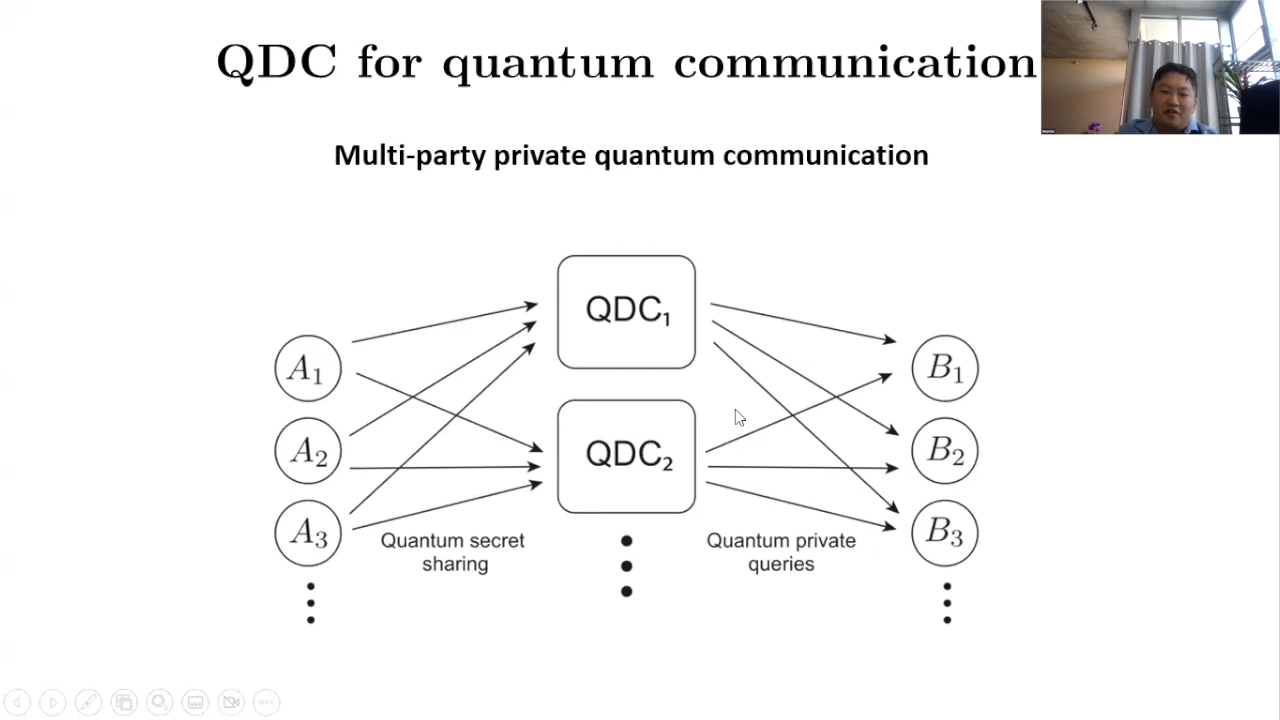 QDC for quantum communication
Multi-party private quantum communication
QDC₁
A₁
B₁
QDC₂
A₂
B₂
A₃
B₃
Quantum secret
sharing
Quantum private
queries